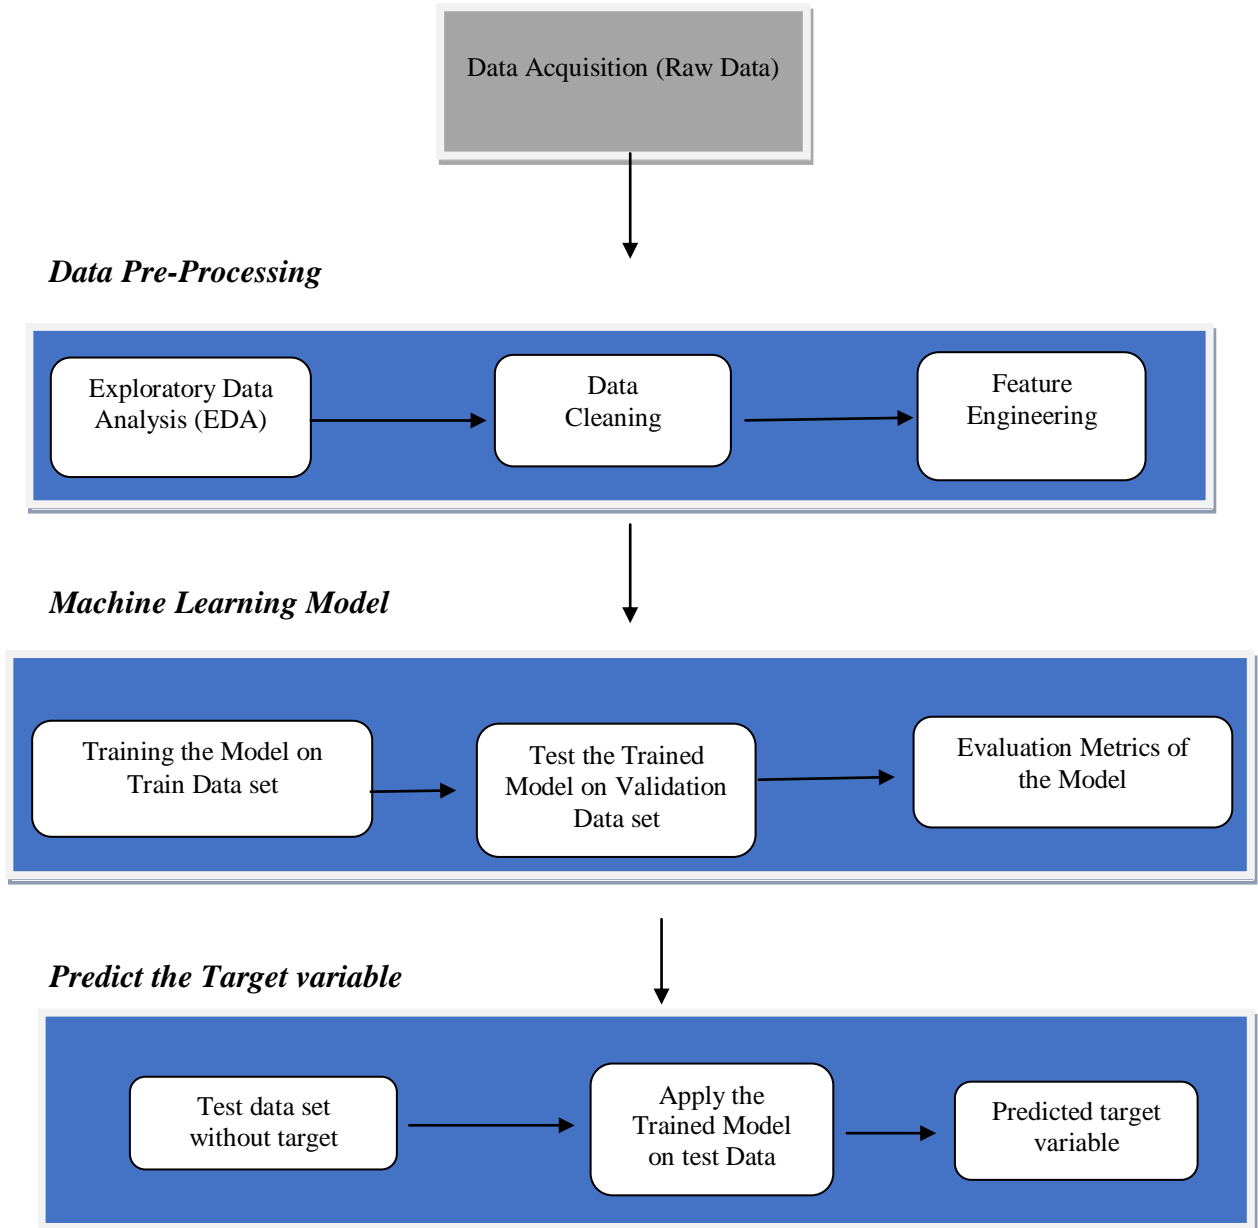 Data Acquisition (Raw Data)
Data Pre-Processing
Exploratory Data
Analysis (EDA)
Data
Cleaning
Feature
Engineering
Machine Learning Model
Training the Model on
Train Data set
Test the Trained
Model on Validation
Data set
Evaluation Metrics of
the Model
Predict the Target variable
Test data set
without target
Apply the
Trained Model
on test Data
Predicted target
variable